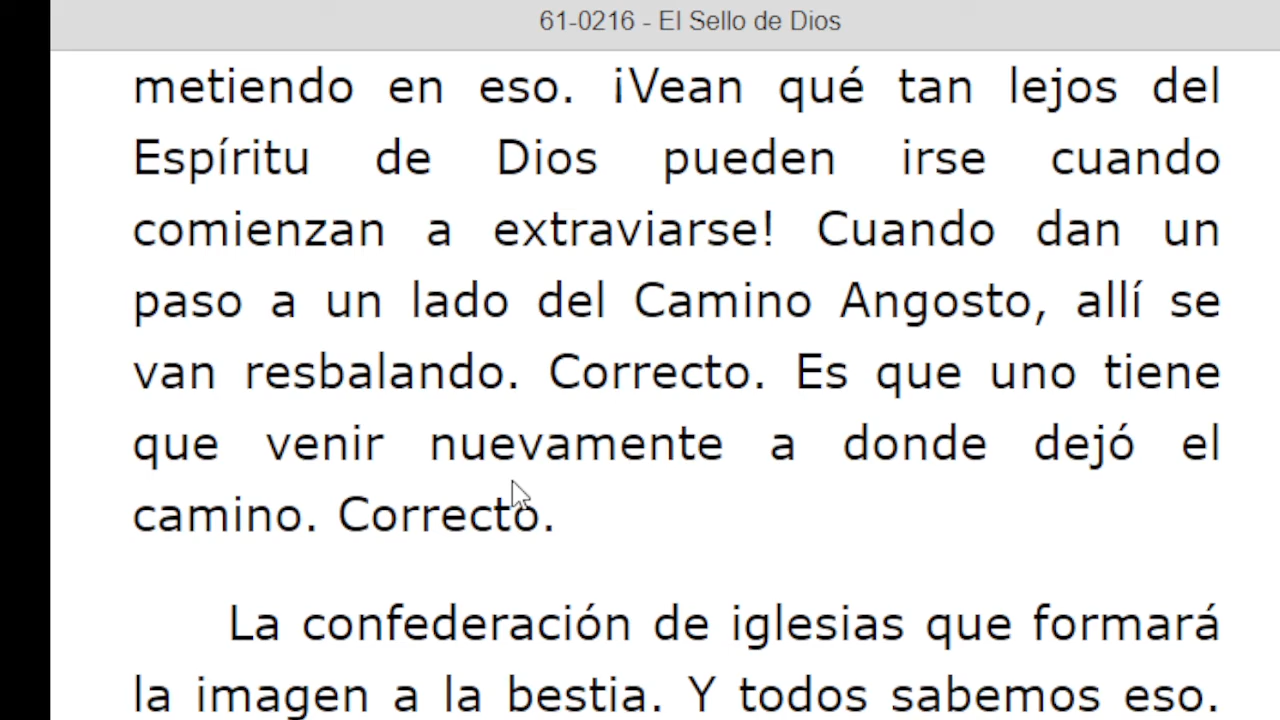 61-0216 - El Sello de Dios
metiendo en eso. ¡Vean qué tan lejos del
Espíritu de Dios pueden irse cuando
comienzan a extraviarse! Cuando dan un
paso a un lado del Camino Angosto, allí se
van resbalando. Correcto. Es que uno tiene
que venir nuevamente a donde dejó el
camino. Correcto.
La confederación de iglesias que formará
la imagen a la bestia. Y todos sabemos eso.